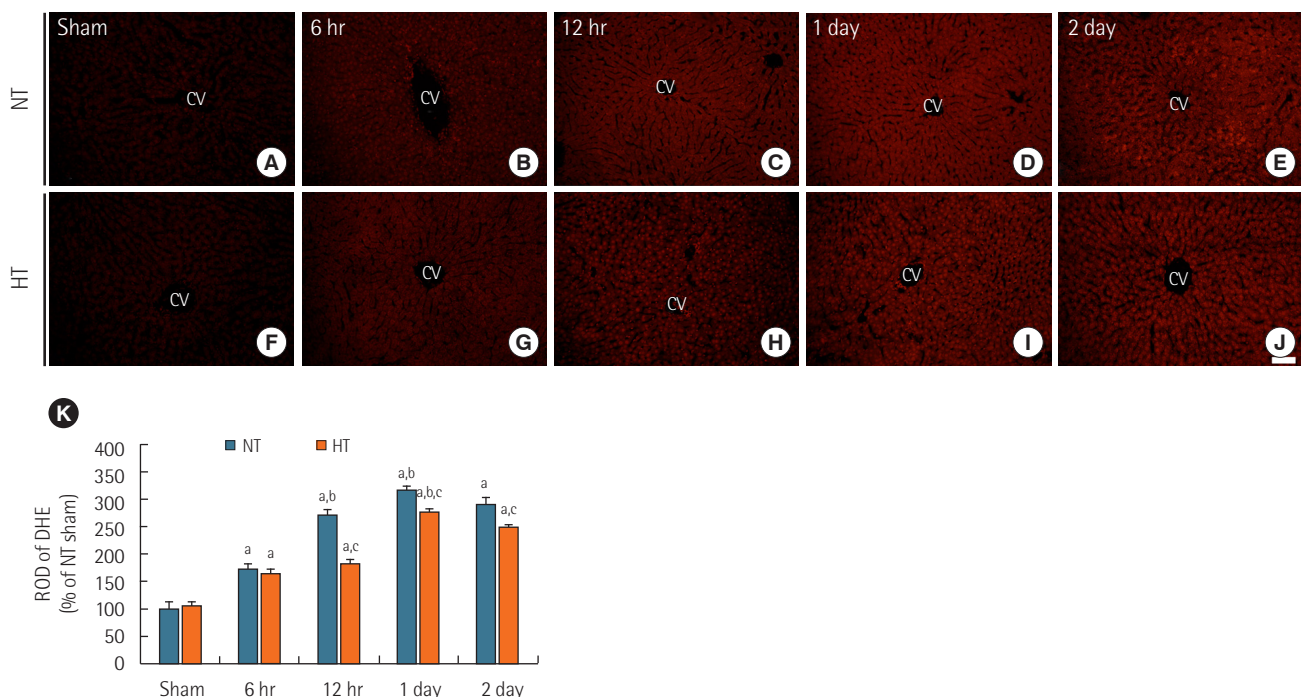 Sham 6 hr 12 hr 1 day 2 day
NT
CV CV CV CV CV
A B C D E
HT
CV CV CV CV CV
F G H I J
K
NT HT
ROD of DHE
(% of NT sham)
400
350
300
250
200
150
100
50
0
a a
a,b a,c
a,b a,b,c
a a,c
Sham 6 hr 12 hr 1 day 2 day